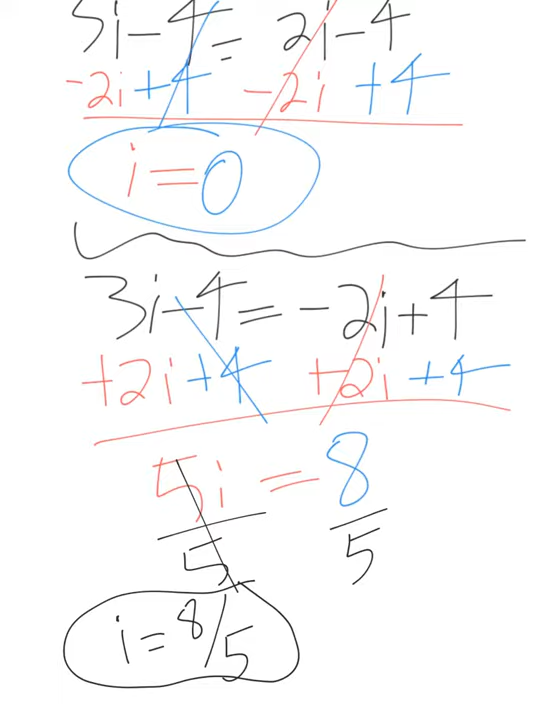 3i-4 = 2i-4
-2i +4 -2i +4
i = 0
3i-4 = -2i+4
+2i +4 +2i +4
5i = 8
5 5
i = 8/5